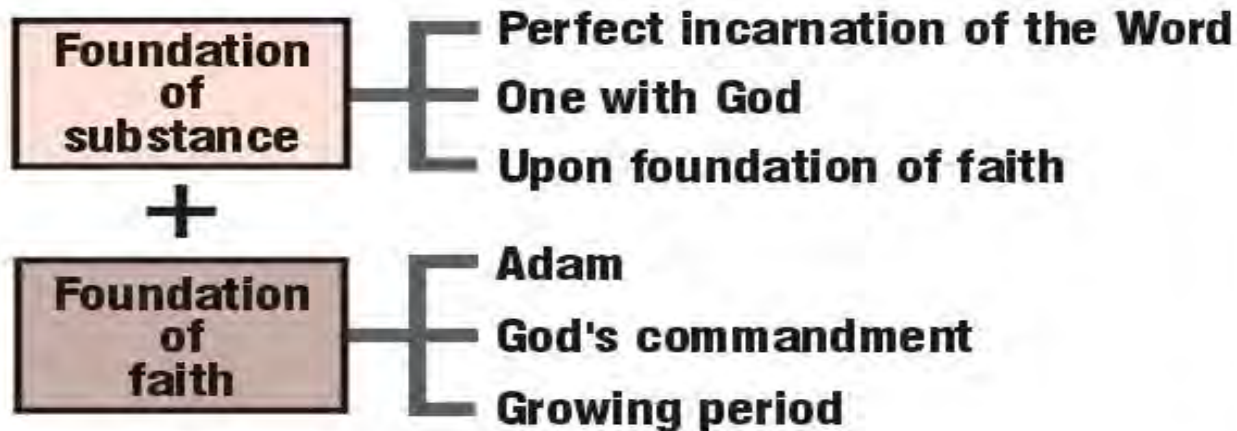 Foundation
of
substance
Perfect incarnation of the Word
One with God
Upon foundation of faith
+
Foundation
of
faith
Adam
God's commandment
Growing period